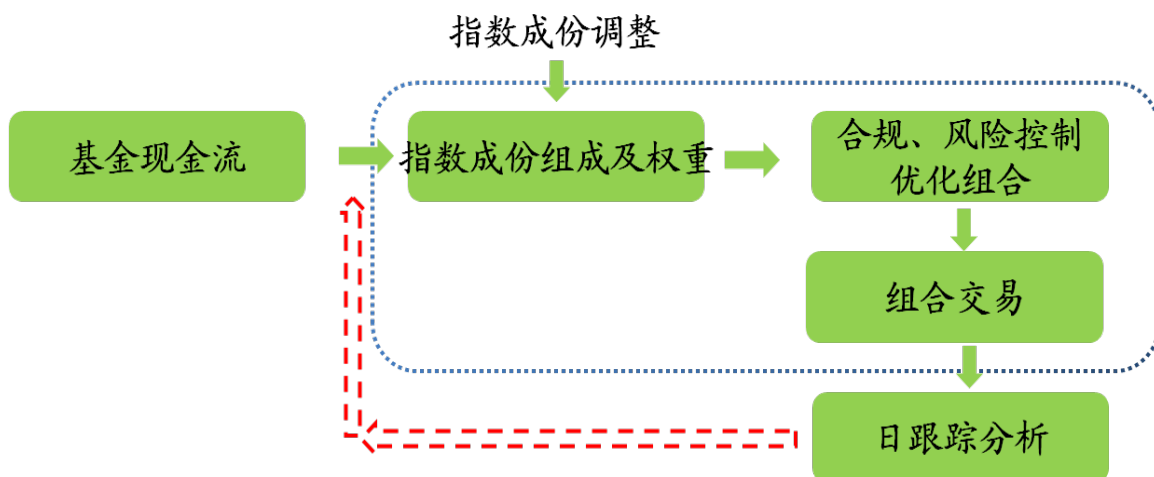 指数成份调整
基金现金流
指数成份组成及权重
合规、风险控制
优化组合
组合交易
日跟踪分析